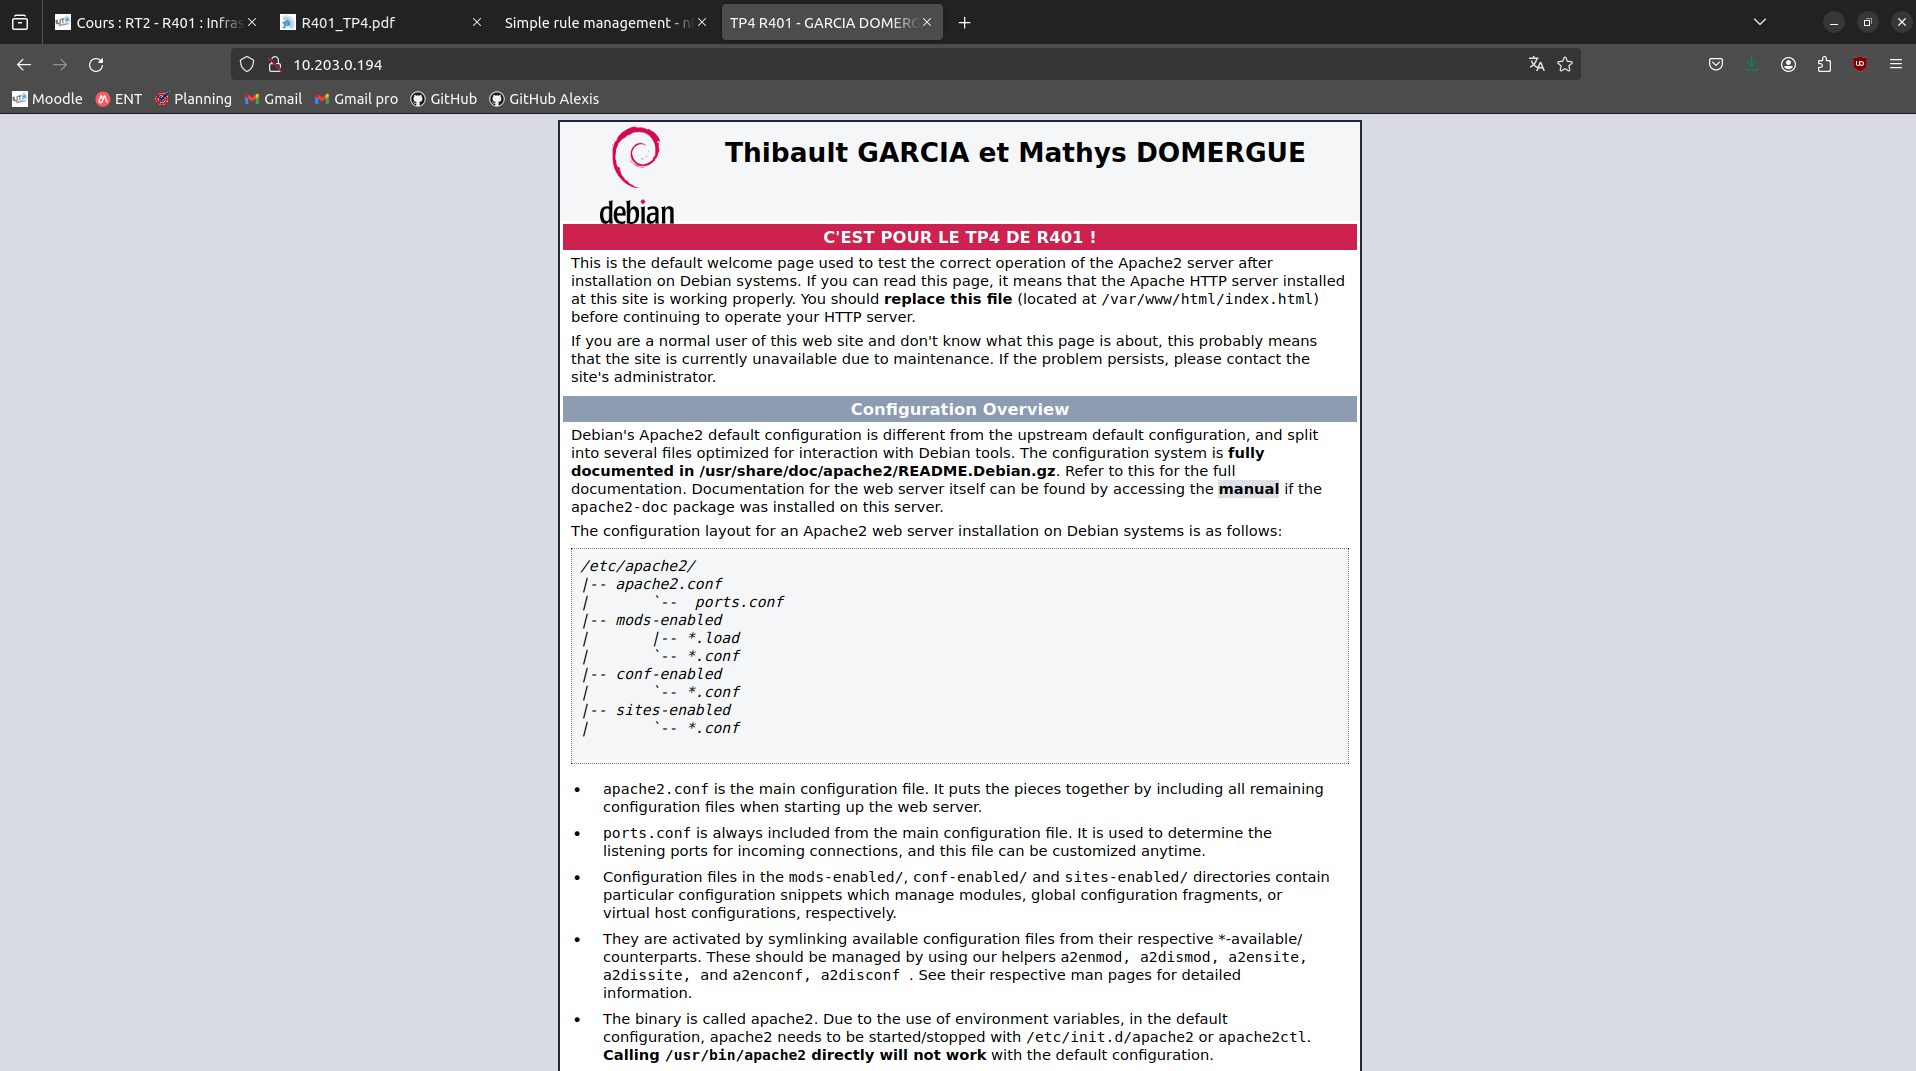 Cours : RT2 - R401 : Infras
R401_TP4.pdf
Simple rule management - n
TP4 R401 - GARCIA DOMERG
10.203.0.194
Moodle ENT Planning Gmail Gmail pro GitHub GitHub Alexis
debian
Thibault GARCIA et Mathys DOMERGUE
C'EST POUR LE TP4 DE R401 !
This is the default welcome page used to test the correct operation of the Apache2 server after
installation on Debian systems. If you can read this page, it means that the Apache HTTP server installed
at this site is working properly. You should replace this file (located at /var/www/html/index.html)
before continuing to operate your HTTP server.
If you are a normal user of this web site and don't know what this page is about, this probably means
that the site is currently unavailable due to maintenance. If the problem persists, please contact the
site's administrator.
Configuration Overview
Debian's Apache2 default configuration is different from the upstream default configuration, and split
into several files optimized for interaction with Debian tools. The configuration system is fully
documented in /usr/share/doc/apache2/README.Debian.gz. Refer to this for the full
documentation. Documentation for the web server itself can be found by accessing the manual if the
apache2-doc package was installed on this server.
The configuration layout for an Apache2 web server installation on Debian systems is as follows:
/etc/apache2/
|-- apache2.conf
|       `--  ports.conf
|-- mods-enabled
|       |-- *.load
|       `-- *.conf
|-- conf-enabled
|       `-- *.conf
|-- sites-enabled
|       `-- *.conf
• apache2.conf is the main configuration file. It puts the pieces together by including all remaining
configuration files when starting up the web server.
• ports.conf is always included from the main configuration file. It is used to determine the
listening ports for incoming connections, and this file can be customized anytime.
• Configuration files in the mods-enabled/, conf-enabled/ and sites-enabled/ directories contain
particular configuration snippets which manage modules, global configuration fragments, or
virtual host configurations, respectively.
• They are activated by symlinking available configuration files from their respective *-available/
counterparts. These should be managed by using our helpers a2enmod, a2dismod, a2ensite,
a2dissite, and a2enconf, a2disconf . See their respective man pages for detailed
information.
• The binary is called apache2. Due to the use of environment variables, in the default
configuration, apache2 needs to be started/stopped with /etc/init.d/apache2 or apache2ctl.
Calling /usr/bin/apache2 directly will not work with the default configuration.